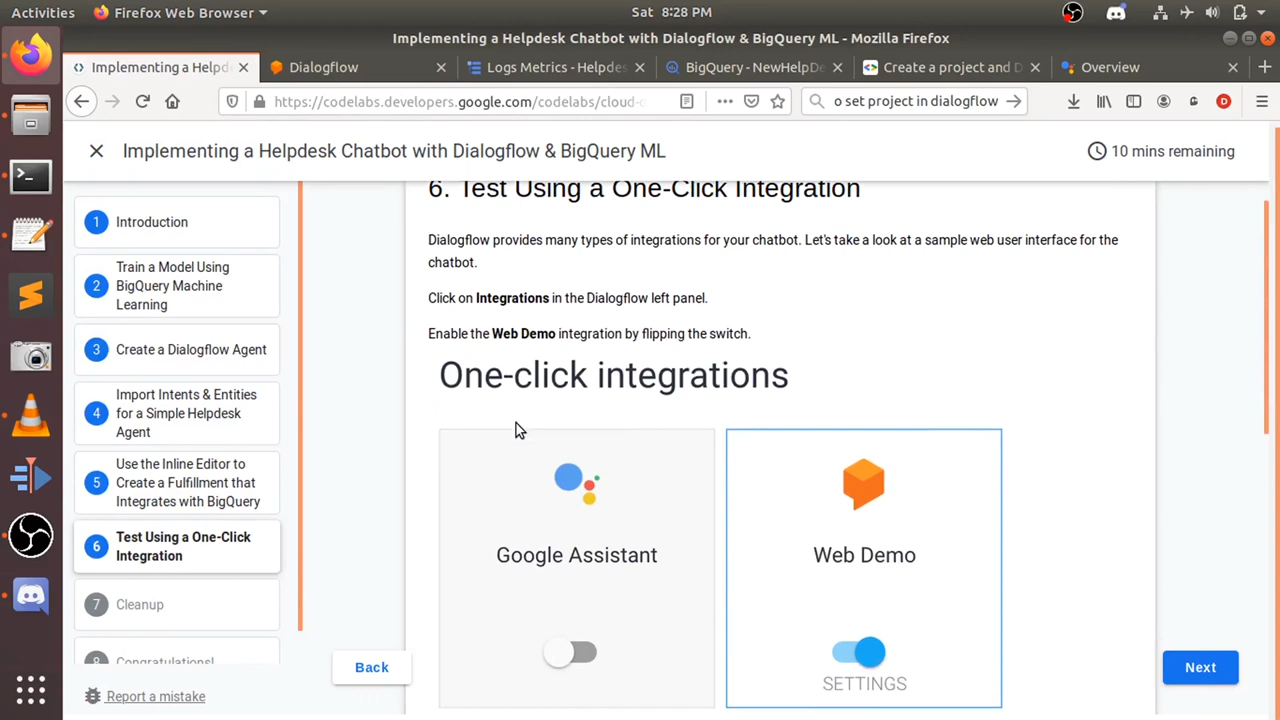 Activities
Firefox Web Browser
Sat 8:28 PM
Implementing a Helpdesk Chatbot with Dialogflow & BigQuery ML - Mozilla Firefox
Implementing a Helpd
Dialogflow
Logs Metrics - Helpdes
BigQuery - NewHelpDe
Create a project and D
Overview
https://codelabs.developers.google.com/codelabs/cloud-c
o set project in dialogflow
Implementing a Helpdesk Chatbot with Dialogflow & BigQuery ML
10 mins remaining
1 Introduction
2 Train a Model Using
BigQuery Machine
Learning
3 Create a Dialogflow Agent
4 Import Intents & Entities
for a Simple Helpdesk
Agent
5 Use the Inline Editor to
Create a Fulfillment that
Integrates with BigQuery
6 Test Using a One-Click
Integration
7 Cleanup
8 Congratulations!
Report a mistake
6. Test Using a One-Click Integration
Dialogflow provides many types of integrations for your chatbot. Let's take a look at a sample web user interface for the
chatbot.
Click on Integrations in the Dialogflow left panel.
Enable the Web Demo integration by flipping the switch.
One-click integrations
Google Assistant
Web Demo
SETTINGS
Back
Next